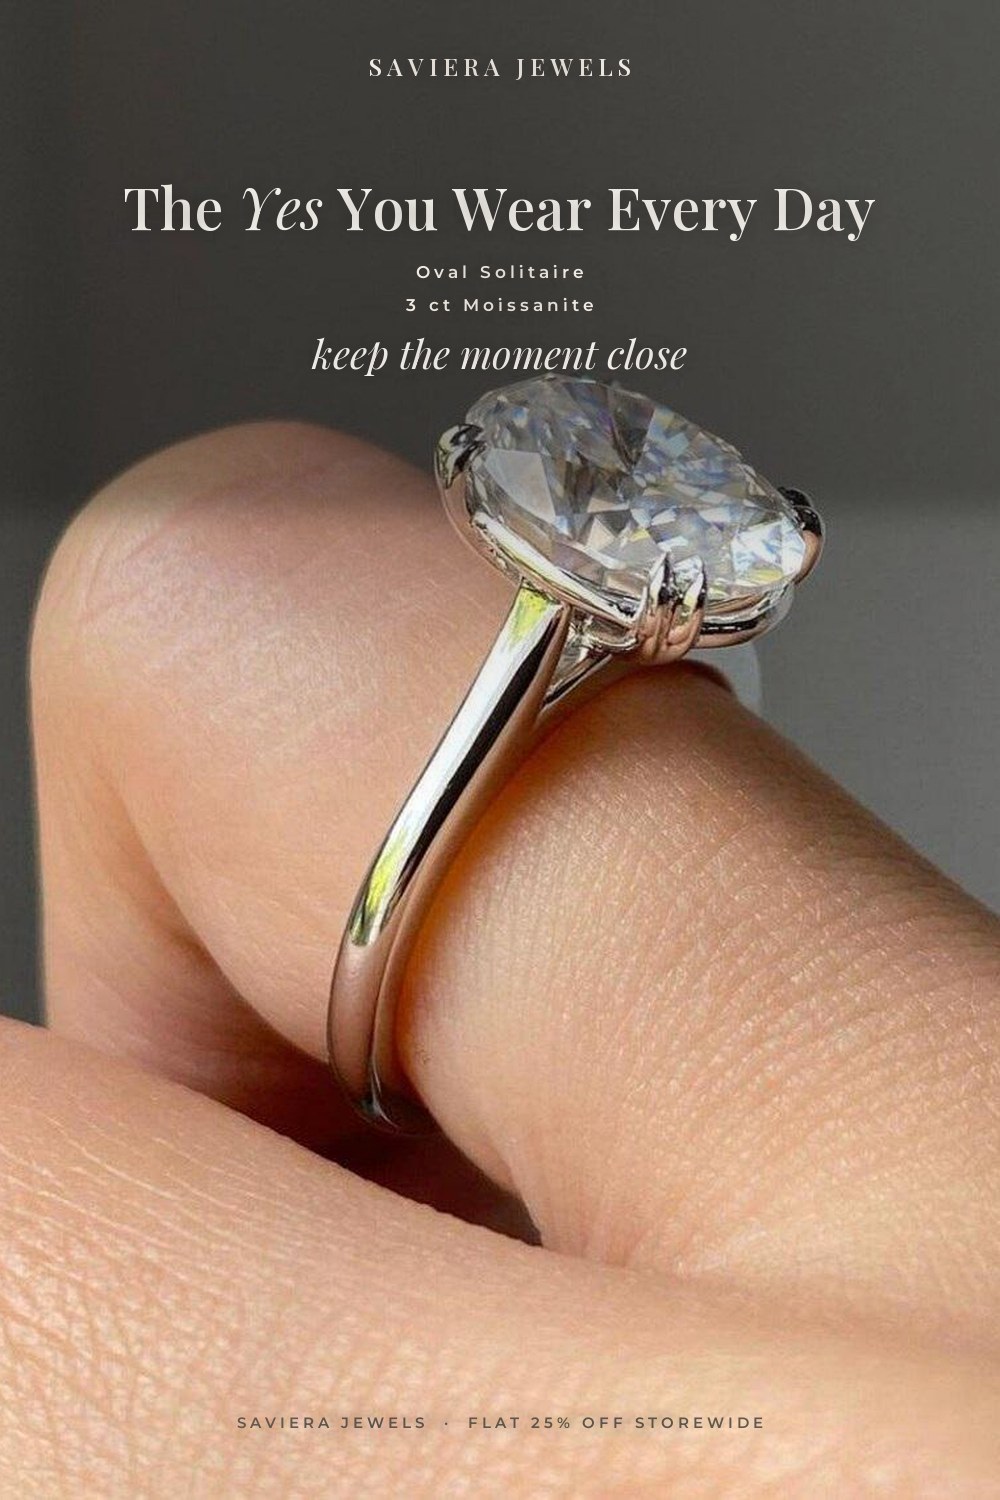 SAVIERA JEWELS
The Yes You Wear Every Day
Oval Solitaire
3 ct Moissanite
keep the moment close
SAVIERA JEWELS · FLAT 25% OFF STOREWIDE